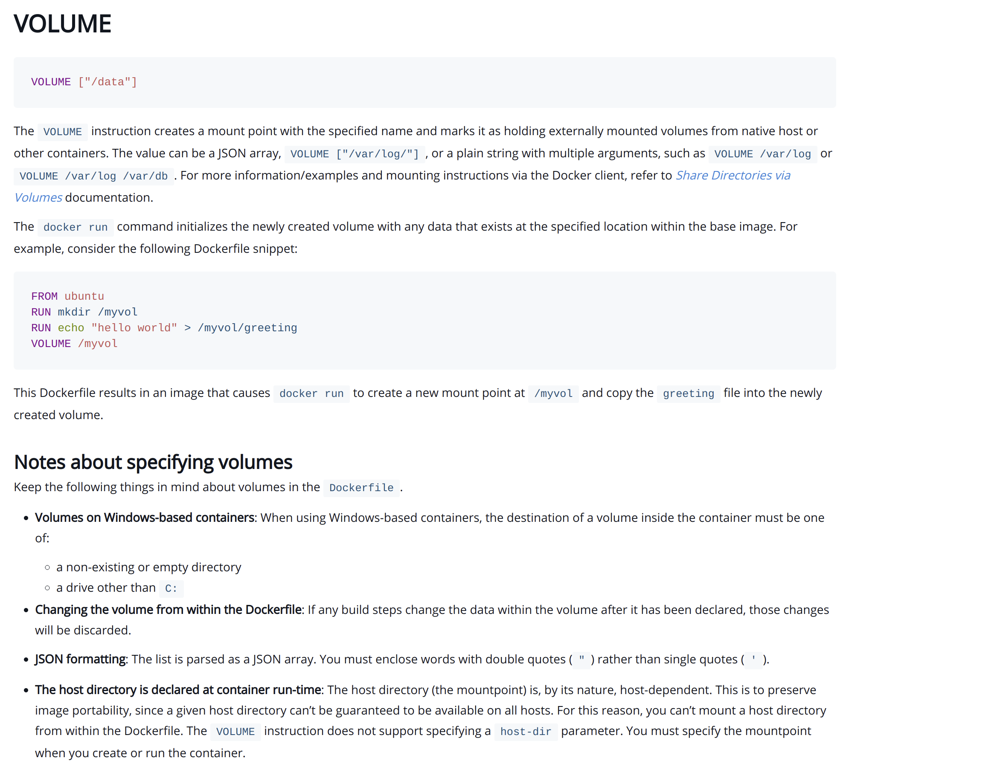 VOLUME
VOLUME ["/data"]
The VOLUME instruction creates a mount point with the specified name and marks it as holding externally mounted volumes from native host or
other containers. The value can be a JSON array, VOLUME ["/var/log/"] , or a plain string with multiple arguments, such as VOLUME /var/log or
VOLUME /var/log /var/db . For more information/examples and mounting instructions via the Docker client, refer to Share Directories via
Volumes documentation.
The docker run command initializes the newly created volume with any data that exists at the specified location within the base image. For
example, consider the following Dockerfile snippet:
FROM ubuntu
RUN mkdir /myvol
RUN echo "hello world" > /myvol/greeting
VOLUME /myvol
This Dockerfile results in an image that causes docker run to create a new mount point at /myvol and copy the greeting file into the newly
created volume.
Notes about specifying volumes
Keep the following things in mind about volumes in the Dockerfile .
• Volumes on Windows-based containers: When using Windows-based containers, the destination of a volume inside the container must be one
of:
◦ a non-existing or empty directory
◦ a drive other than C:
• Changing the volume from within the Dockerfile: If any build steps change the data within the volume after it has been declared, those changes
will be discarded.
• JSON formatting: The list is parsed as a JSON array. You must enclose words with double quotes ( " ) rather than single quotes ( ' ).
• The host directory is declared at container run-time: The host directory (the mountpoint) is, by its nature, host-dependent. This is to preserve
image portability, since a given host directory can’t be guaranteed to be available on all hosts. For this reason, you can’t mount a host directory
from within the Dockerfile. The VOLUME instruction does not support specifying a host-dir parameter. You must specify the mountpoint
when you create or run the container.